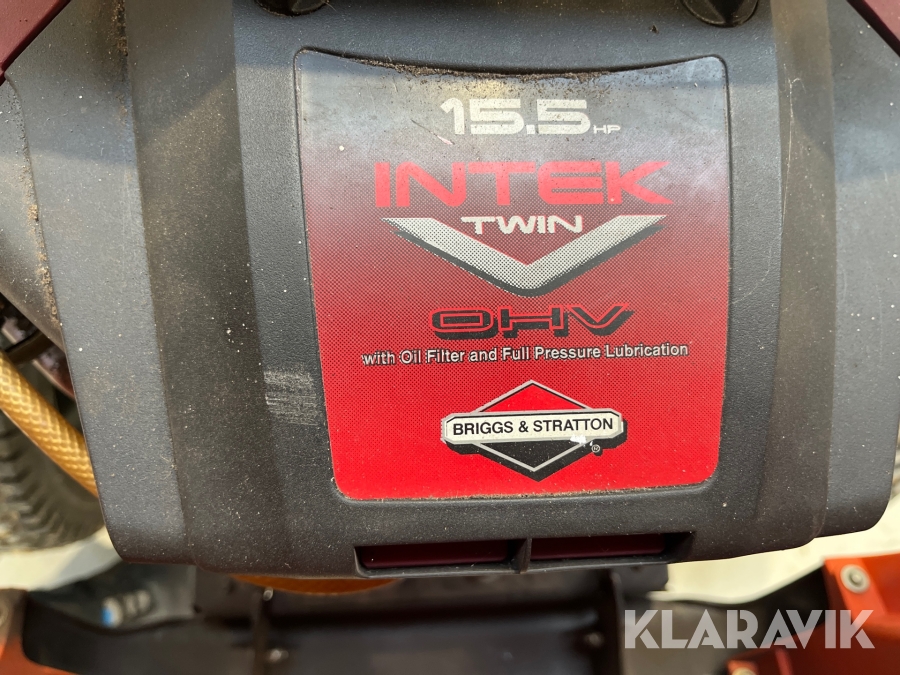 15.5 HP
INTEK
TWIN
OHV
with Oil Filter and Full Pressure Lubrication
BRIGGS & STRATTON
®
KLARAVIK